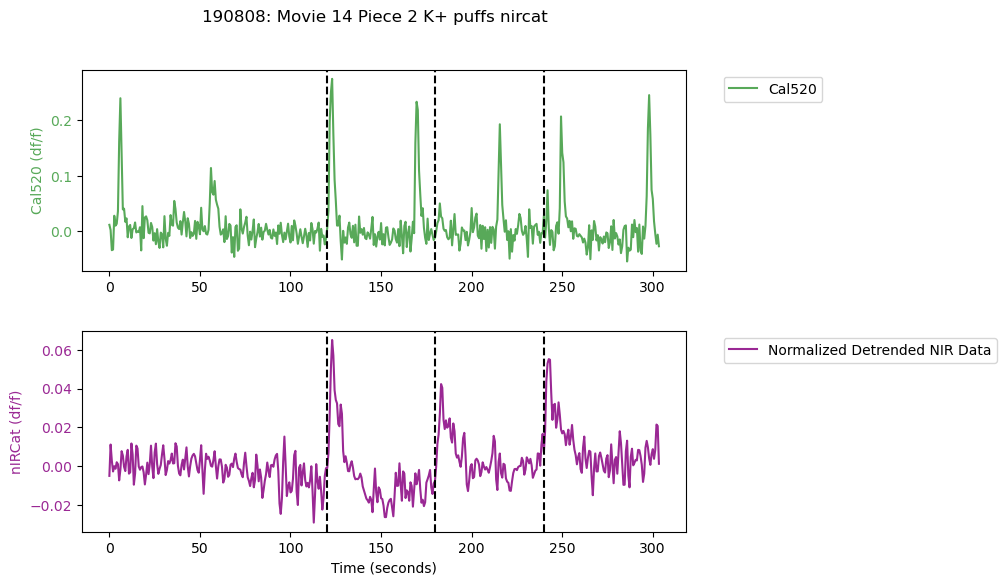 190808: Movie 14 Piece 2 K+ puffs nircat
Cal520 (df/f)
0.2
0.1
0.0
0 50 100 150 200 250 300
Cal520
nIRCat (df/f)
0.06
0.04
0.02
0.00
−0.02
0 50 100 150 200 250 300
Time (seconds)
Normalized Detrended NIR Data